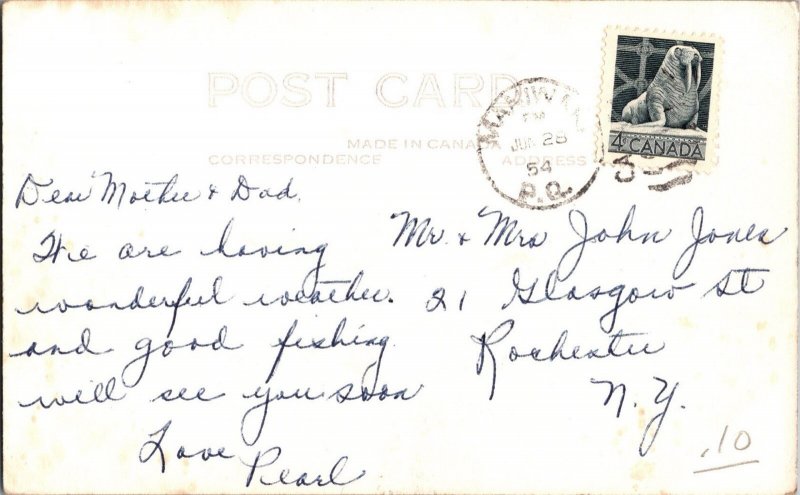 POST CARD
MADE IN CANADA
CORRESPONDENCE
ADDRESS
MANIWAKI
PM
JUN 28
54
P.Q.
4¢ CANADA
Dear Mother & Dad,
We are having
wonderful weather.
and good fishing
will see you soon
Love
Pearl
Mr. & Mrs John Jones
21 Glasgow St
Rochester
N.Y.
.10